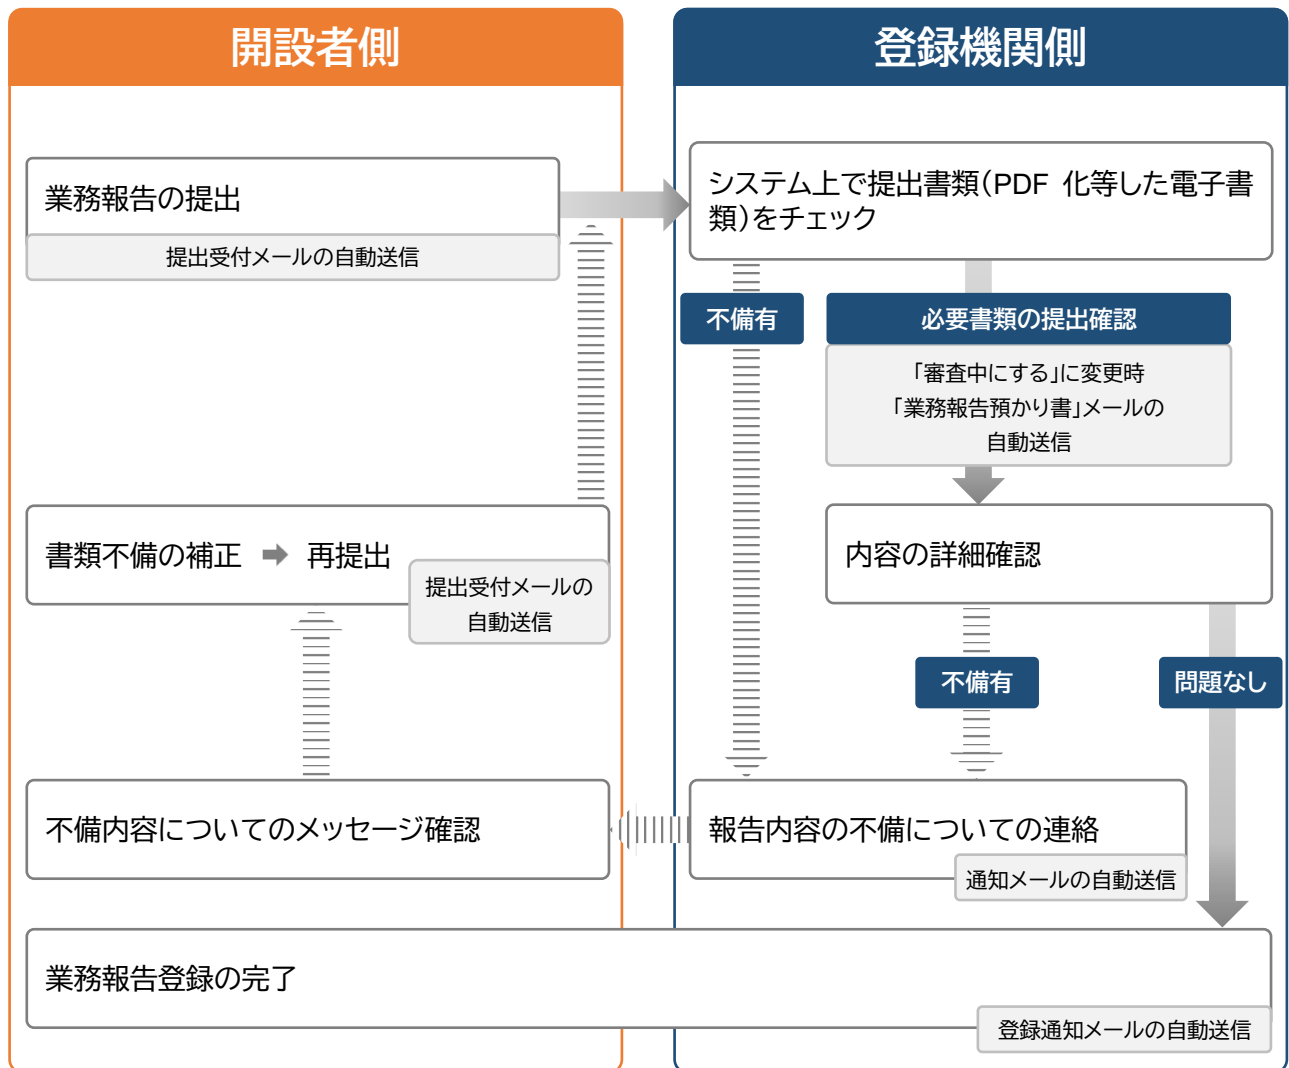 開設者側
登録機関側
業務報告の提出
提出受付メールの自動送信
システム上で提出書類(PDF 化等した電子書
類)をチェック
不備有
必要書類の提出確認
「審査中にする」に変更時
「業務報告預かり書」メールの
自動送信
書類不備の補正 ➡ 再提出
提出受付メールの
自動送信
内容の詳細確認
不備有
問題なし
不備内容についてのメッセージ確認
報告内容の不備についての連絡
通知メールの自動送信
業務報告登録の完了
登録通知メールの自動送信